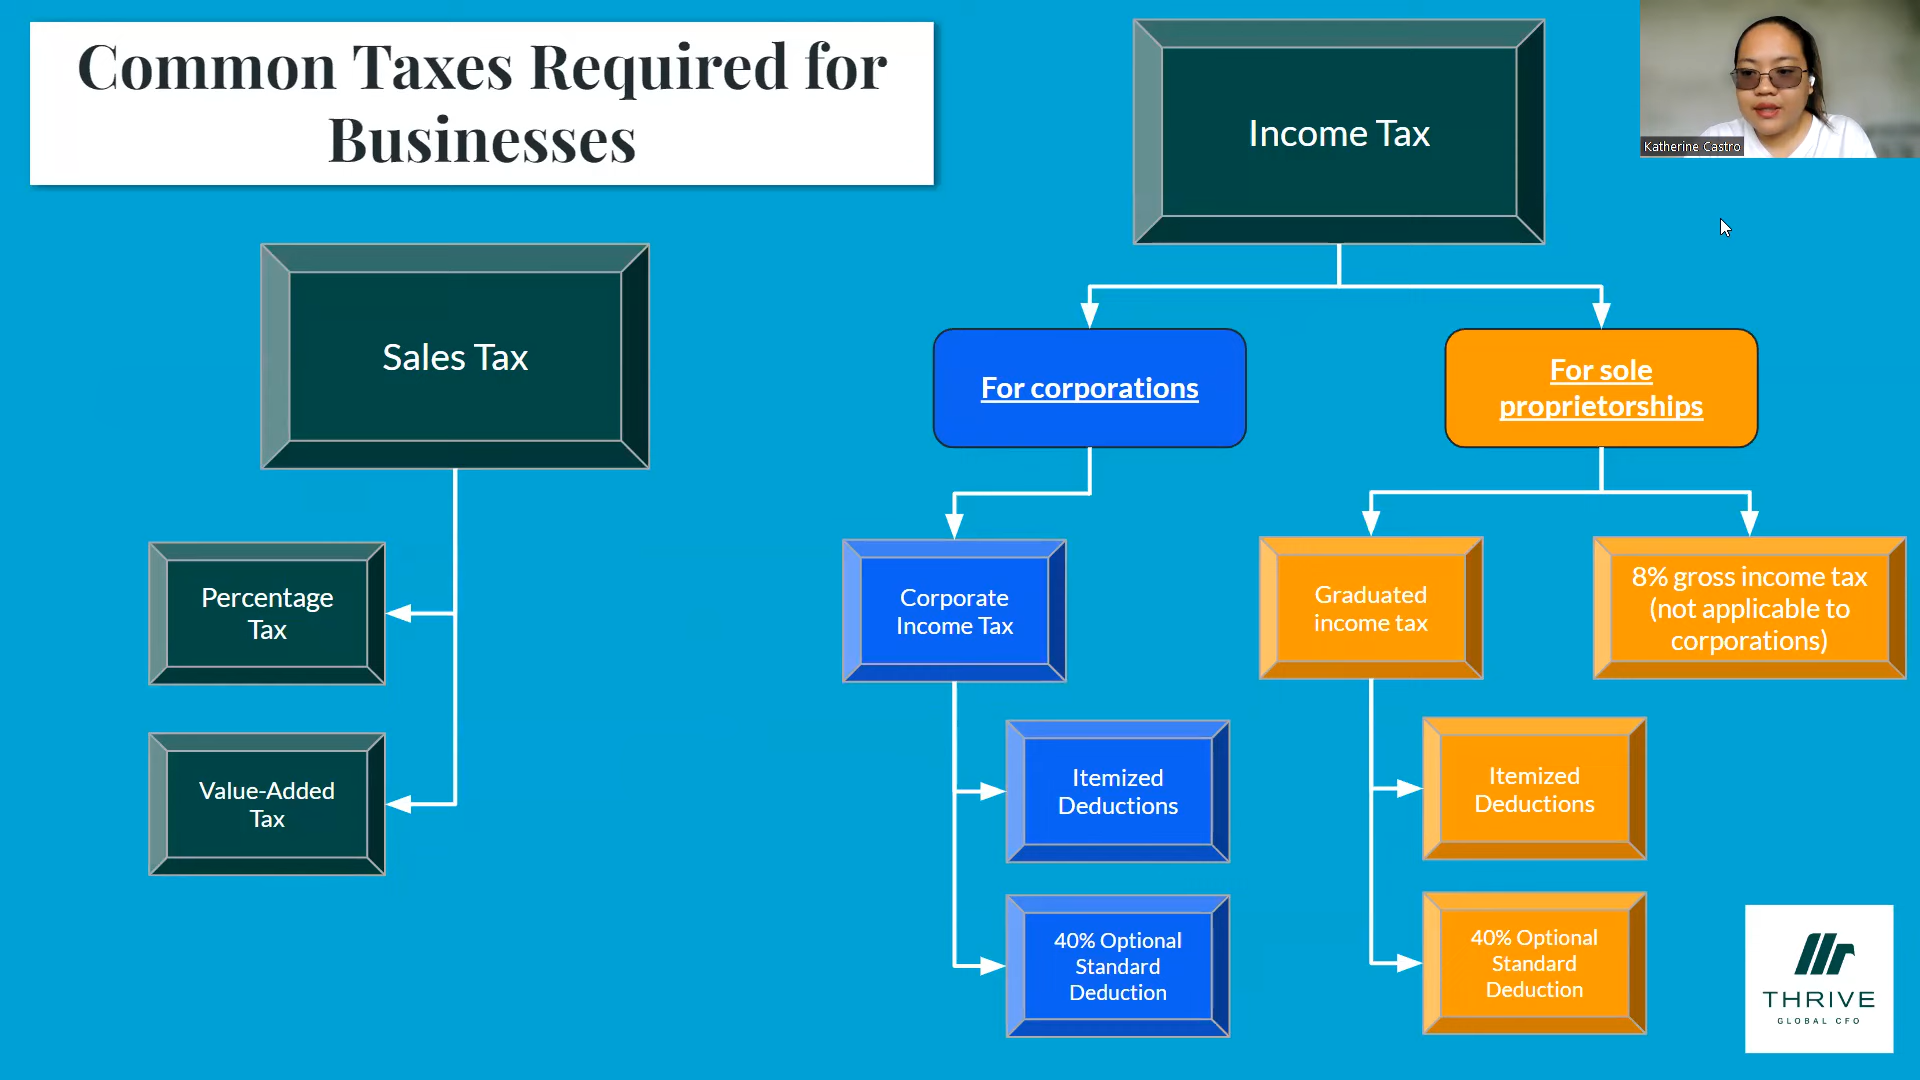 Common Taxes Required for
Businesses
Income Tax
Katherine Castro
Sales Tax
For corporations
For sole
proprietorships
Percentage
Tax
Value-Added
Tax
Corporate
Income Tax
Itemized
Deductions
40% Optional
Standard
Deduction
Graduated
income tax
8% gross income tax
(not applicable to
corporations)
Itemized
Deductions
40% Optional
Standard
Deduction
THRIVE
GLOBAL CFO